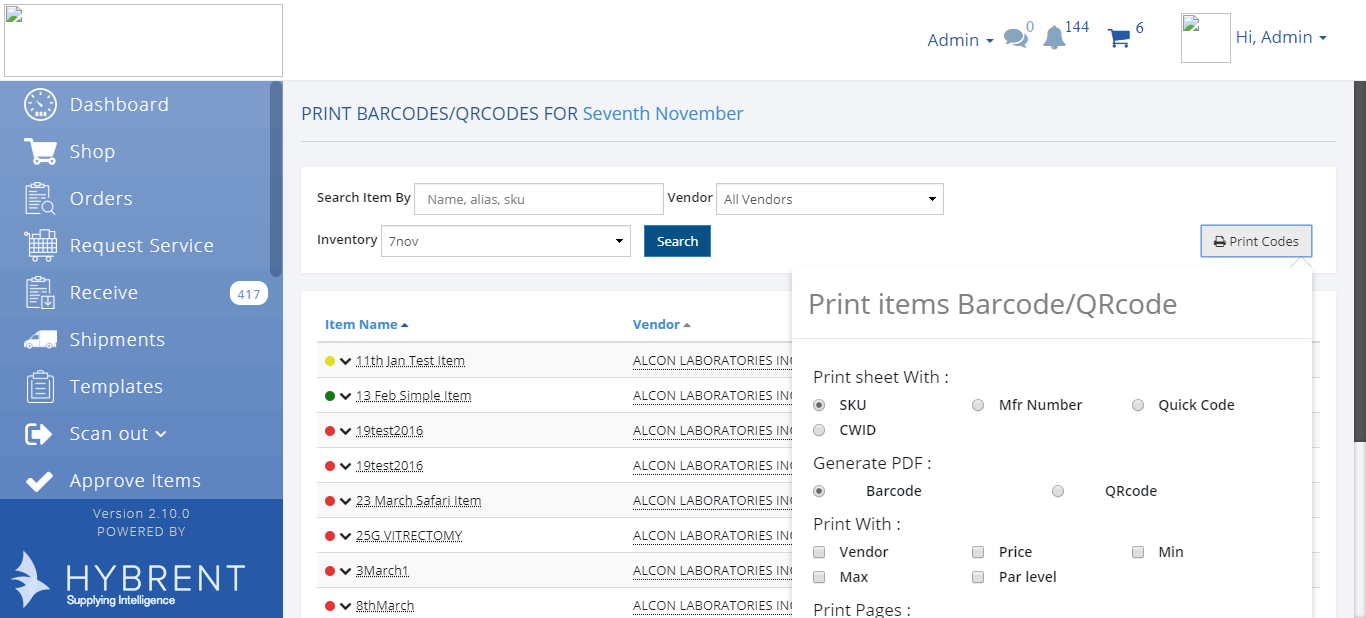 Admin
0
144
6
Hi, Admin
Dashboard
Shop
Orders
Request Service
Receive 417
Shipments
Templates
Scan out
Approve Items
Version 2.10.0
POWERED BY
HYBRENT
Supplying Intelligence
PRINT BARCODES/QRCODES FOR Seventh November
Search Item By Name, alias, sku Vendor All Vendors
Inventory 7nov Search Print Codes
Item Name Vendor
11th Jan Test Item ALCON LABORATORIES INC
13 Feb Simple Item ALCON LABORATORIES INC
19test2016 ALCON LABORATORIES INC
19test2016 ALCON LABORATORIES INC
23 March Safari Item ALCON LABORATORIES INC
25G VITRECTOMY ALCON LABORATORIES INC
3March1 ALCON LABORATORIES INC
8thMarch ALCON LABORATORIES INC
Print items Barcode/QRcode
Print sheet With :
SKU Mfr Number Quick Code
CWID
Generate PDF :
Barcode QRcode
Print With :
Vendor Price Min
Max Par level
Print Pages :